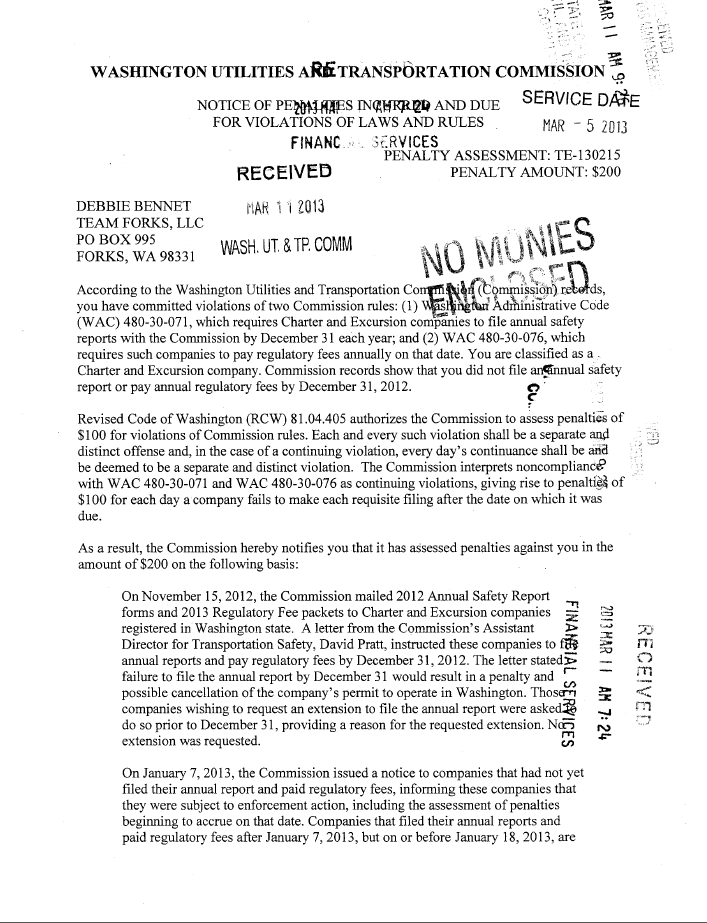 MAR 11 AM 9:
WASHINGTON UTILITIES AND TRANSPORTATION COMMISSION
SERVICE DATE
MAR - 5 2013
NOTICE OF PENALTIES INCURRED AND DUE
FOR VIOLATIONS OF LAWS AND RULES
FINANCIAL SERVICES
PENALTY ASSESSMENT: TE-130215
PENALTY AMOUNT: $200
RECEIVED
MAR 11 2013
WASH. UT. & TP. COMM
DEBBIE BENNET
TEAM FORKS, LLC
PO BOX 995
FORKS, WA 98331
NO MONIES
ENCLOSED
According to the Washington Utilities and Transportation Commission (Commission) records,
you have committed violations of two Commission rules: (1) Washington Administrative Code
(WAC) 480-30-071, which requires Charter and Excursion companies to file annual safety
reports with the Commission by December 31 each year; and (2) WAC 480-30-076, which
requires such companies to pay regulatory fees annually on that date. You are classified as a
Charter and Excursion company. Commission records show that you did not file an annual safety
report or pay annual regulatory fees by December 31, 2012.
Revised Code of Washington (RCW) 81.04.405 authorizes the Commission to assess penalties of
$100 for violations of Commission rules. Each and every such violation shall be a separate and
distinct offense and, in the case of a continuing violation, every day's continuance shall be and
be deemed to be a separate and distinct violation. The Commission interprets noncompliance
with WAC 480-30-071 and WAC 480-30-076 as continuing violations, giving rise to penalties of
$100 for each day a company fails to make each requisite filing after the date on which it was
due.
As a result, the Commission hereby notifies you that it has assessed penalties against you in the
amount of $200 on the following basis:
On November 15, 2012, the Commission mailed 2012 Annual Safety Report
forms and 2013 Regulatory Fee packets to Charter and Excursion companies
registered in Washington state. A letter from the Commission's Assistant
Director for Transportation Safety, David Pratt, instructed these companies to file
annual reports and pay regulatory fees by December 31, 2012. The letter stated
failure to file the annual report by December 31 would result in a penalty and
possible cancellation of the company's permit to operate in Washington. Those
companies wishing to request an extension to file the annual report were asked to
do so prior to December 31, providing a reason for the requested extension. No
extension was requested.
FINANCIAL SERVICES
2013 MAR 11 AM 7:24
RECEIVED
On January 7, 2013, the Commission issued a notice to companies that had not yet
filed their annual report and paid regulatory fees, informing these companies that
they were subject to enforcement action, including the assessment of penalties
beginning to accrue on that date. Companies that filed their annual reports and
paid regulatory fees after January 7, 2013, but on or before January 18, 2013, are